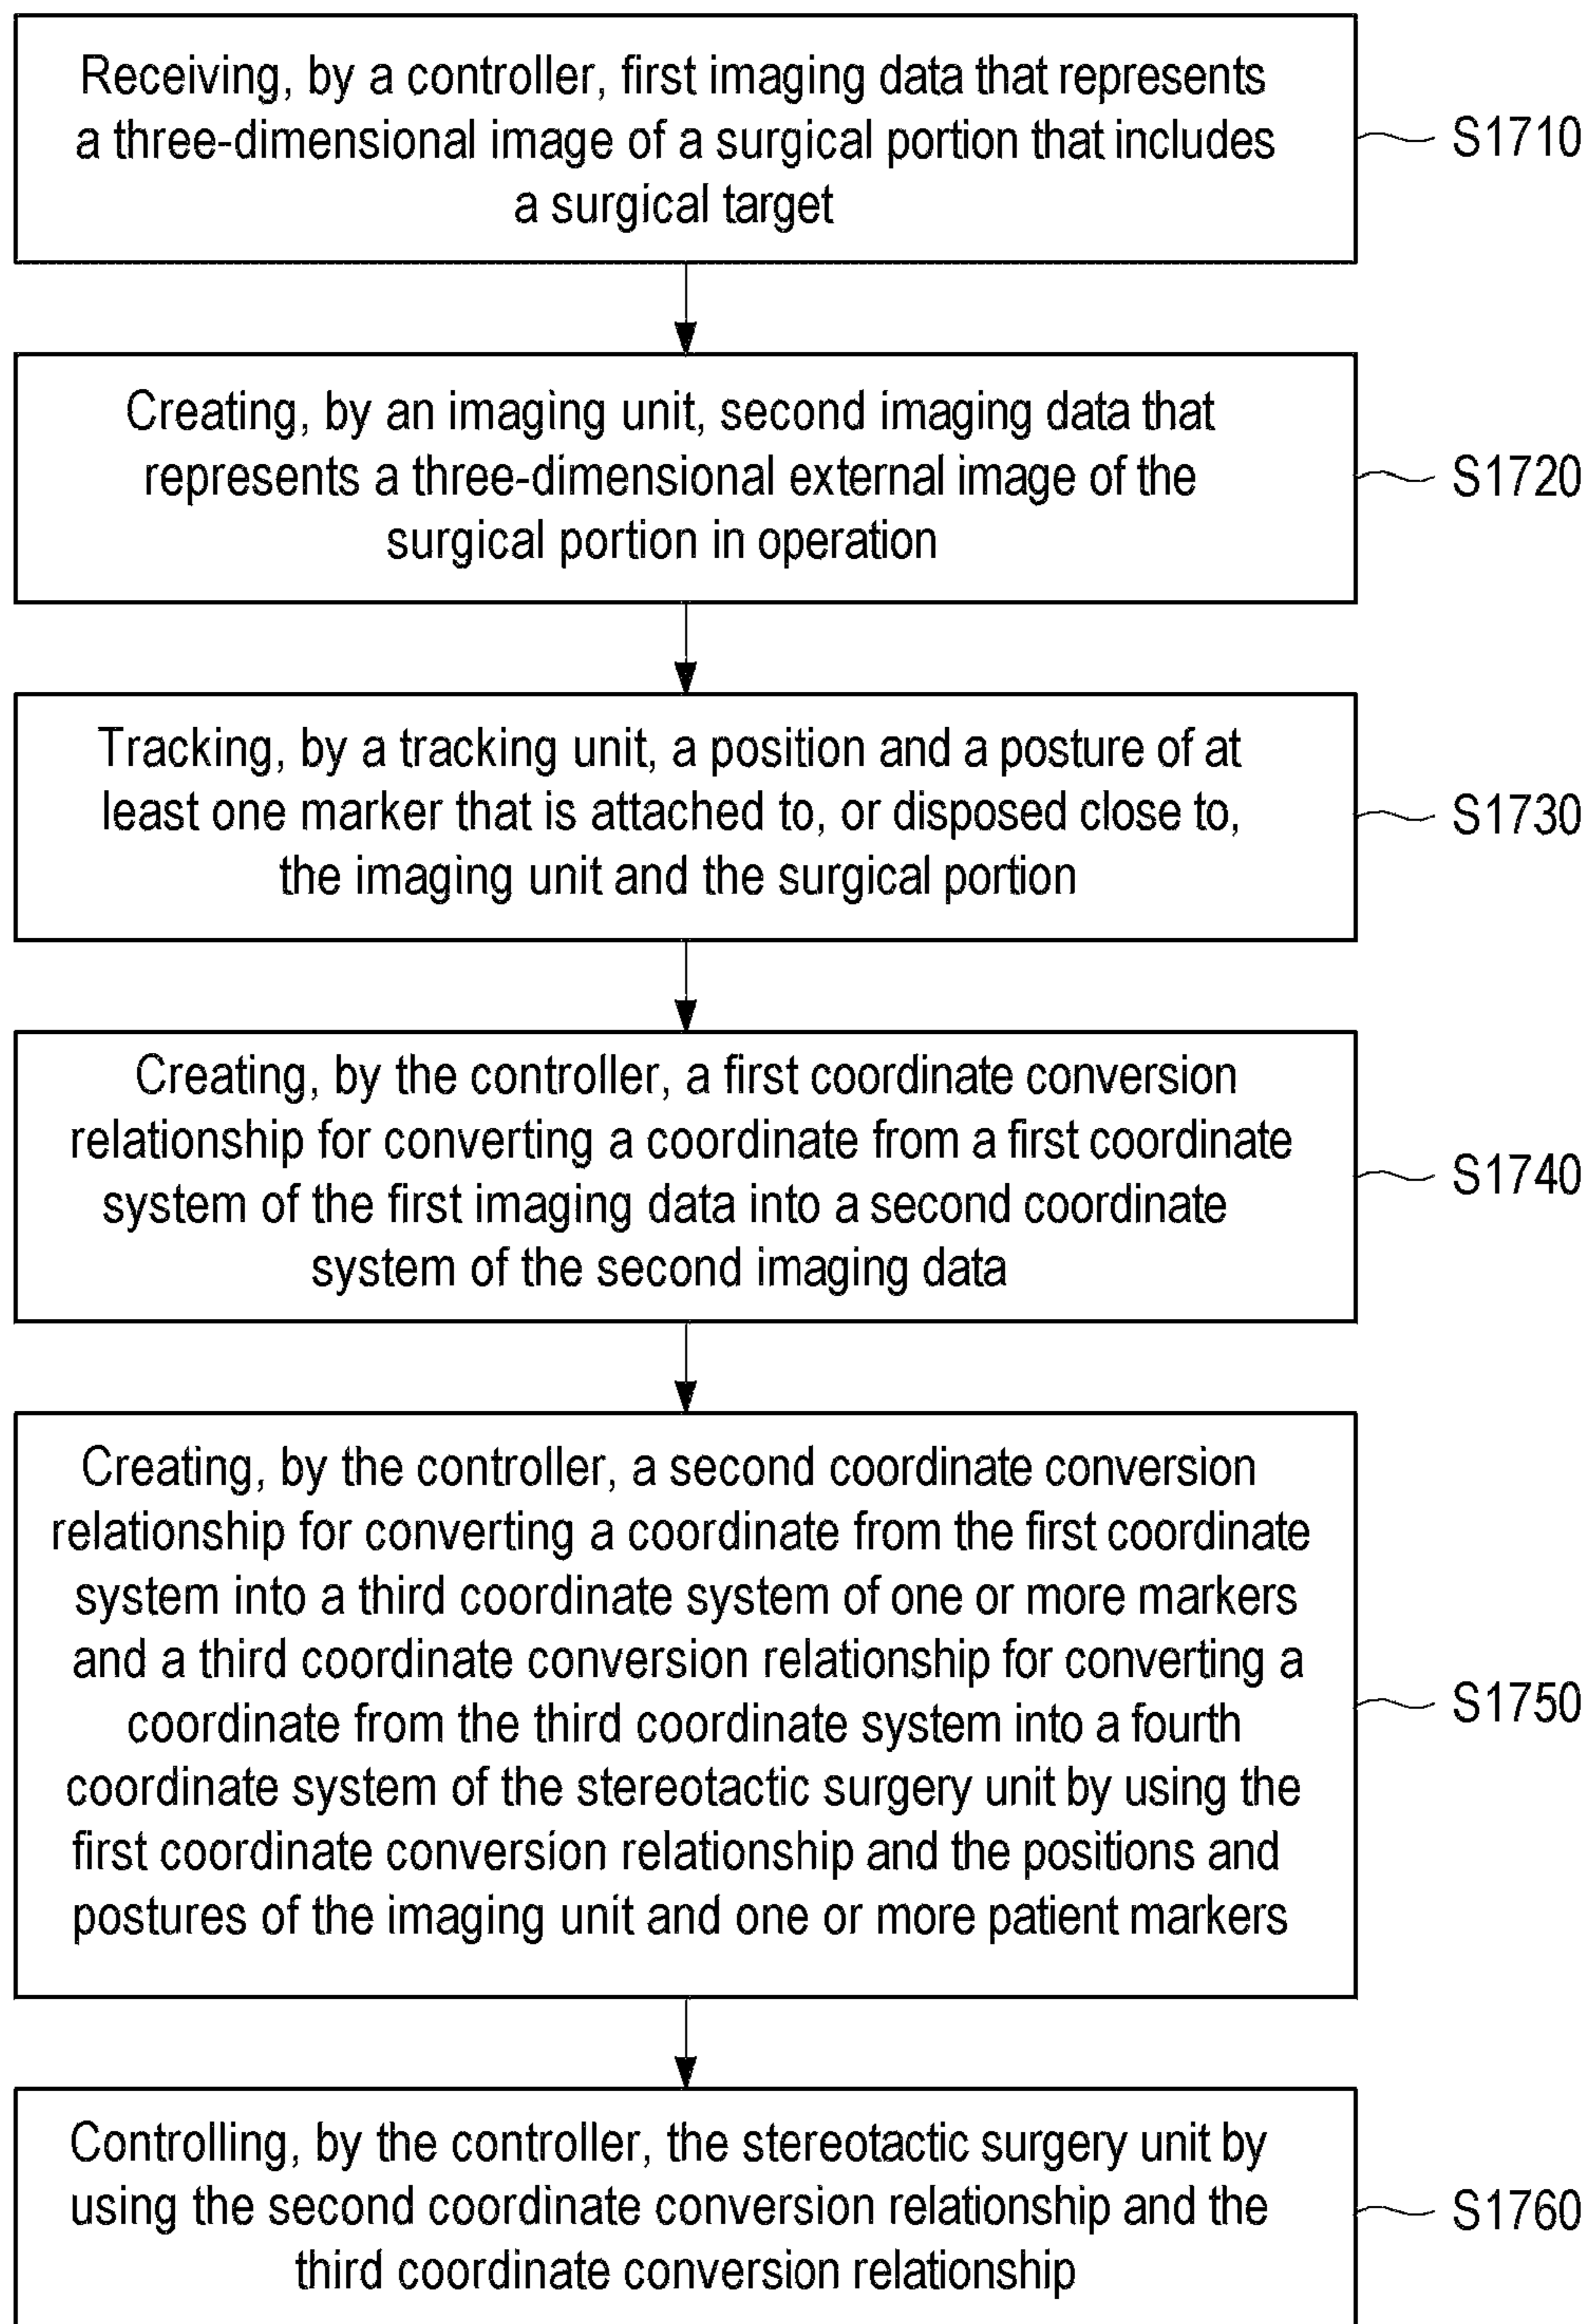 Receiving, by a controller, first imaging data that represents
a three-dimensional image of a surgical portion that includes
a surgical target
S1710
Creating, by an imaging unit, second imaging data that
represents a three-dimensional external image of the
surgical portion in operation
S1720
Tracking, by a tracking unit, a position and a posture of at
least one marker that is attached to, or disposed close to,
the imaging unit and the surgical portion
S1730
Creating, by the controller, a first coordinate conversion
relationship for converting a coordinate from a first coordinate
system of the first imaging data into a second coordinate
system of the second imaging data
S1740
Creating, by the controller, a second coordinate conversion
relationship for converting a coordinate from the first coordinate
system into a third coordinate system of one or more markers
and a third coordinate conversion relationship for converting a
coordinate from the third coordinate system into a fourth
coordinate system of the stereotactic surgery unit by using the
first coordinate conversion relationship and the positions and
postures of the imaging unit and one or more patient markers
S1750
Controlling, by the controller, the stereotactic surgery unit by
using the second coordinate conversion relationship and the
third coordinate conversion relationship
S1760